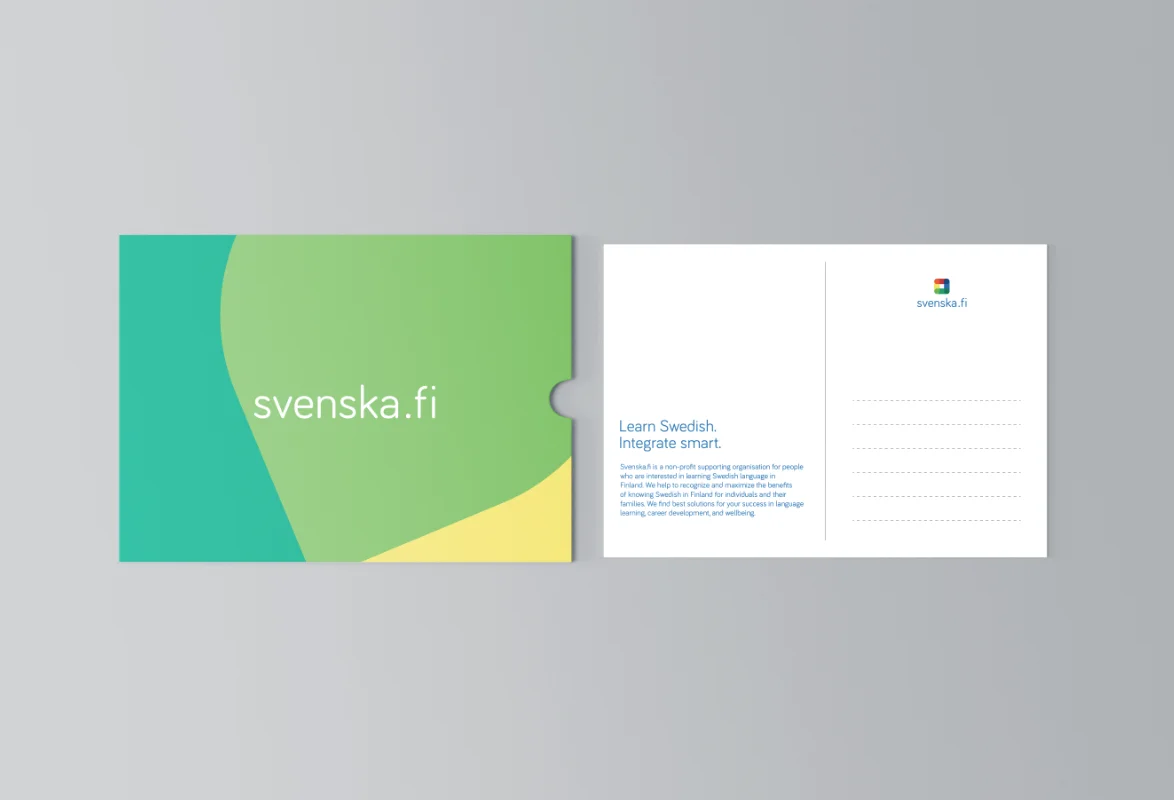 svenska.fi
svenska.fi
Learn Swedish.
Integrate smart.
Svenska.fi is a non-profit supporting organisation for people
who are interested in learning Swedish language in
Finland. We help to recognize and maximize the benefits
of knowing Swedish in Finland for individuals and their
families. We find best solutions for your success in language
learning, career development, and wellbeing.